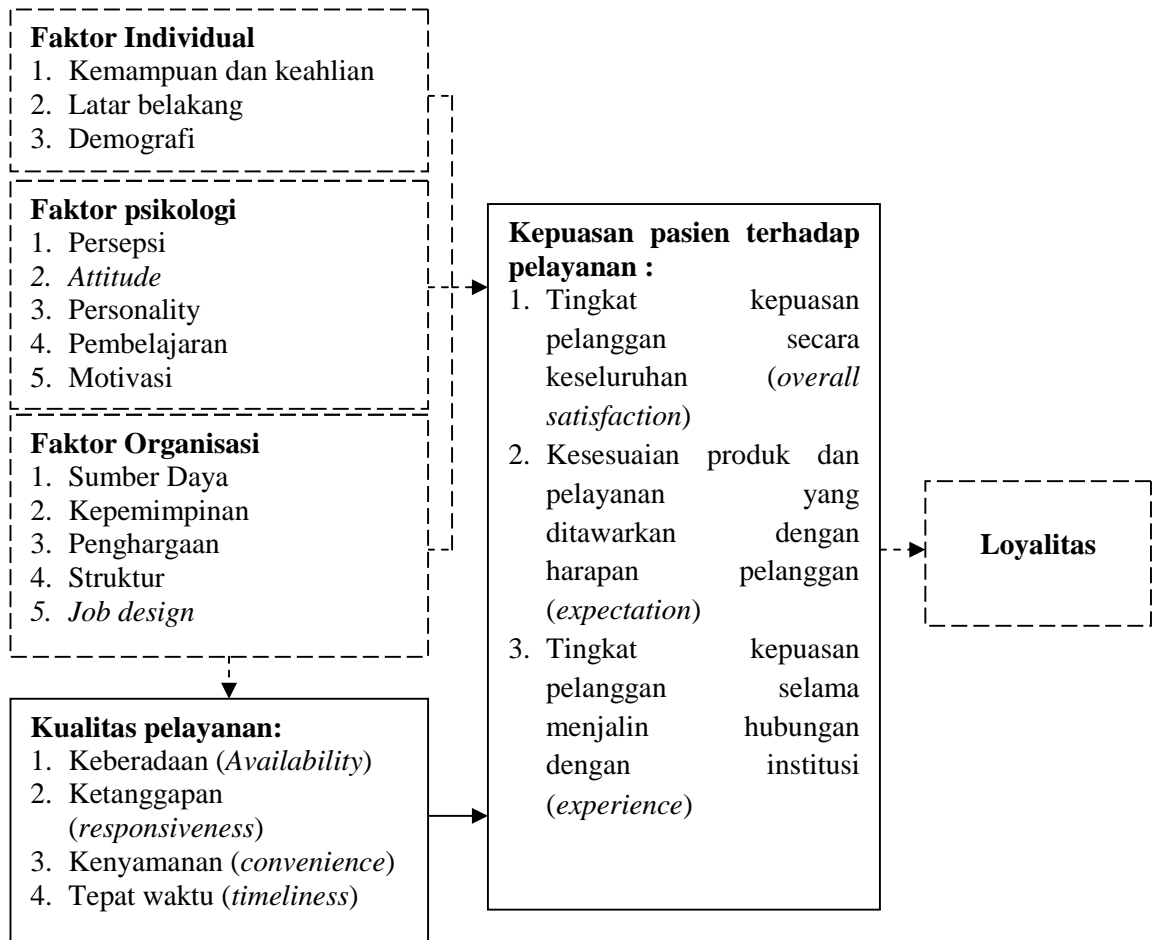 Faktor Individual
1. Kemampuan dan keahlian
2. Latar belakang
3. Demografi
Faktor psikologi
1. Persepsi
2. Attitude
3. Personality
4. Pembelajaran
5. Motivasi
Faktor Organisasi
1. Sumber Daya
2. Kepemimpinan
3. Penghargaan
4. Struktur
5. Job design
Kualitas pelayanan:
1. Keberadaan (Availability)
2. Ketanggapan
(responsiveness)
3. Kenyamanan (convenience)
4. Tepat waktu (timeliness)
Kepuasan pasien terhadap
pelayanan :
1. Tingkat kepuasan
pelanggan secara
keseluruhan (overall
satisfaction)
2. Kesesuaian produk dan
pelayanan yang
ditawarkan dengan
harapan pelanggan
(expectation)
3. Tingkat kepuasan
pelanggan selama
menjalin hubungan
dengan institusi
(experience)
Loyalitas